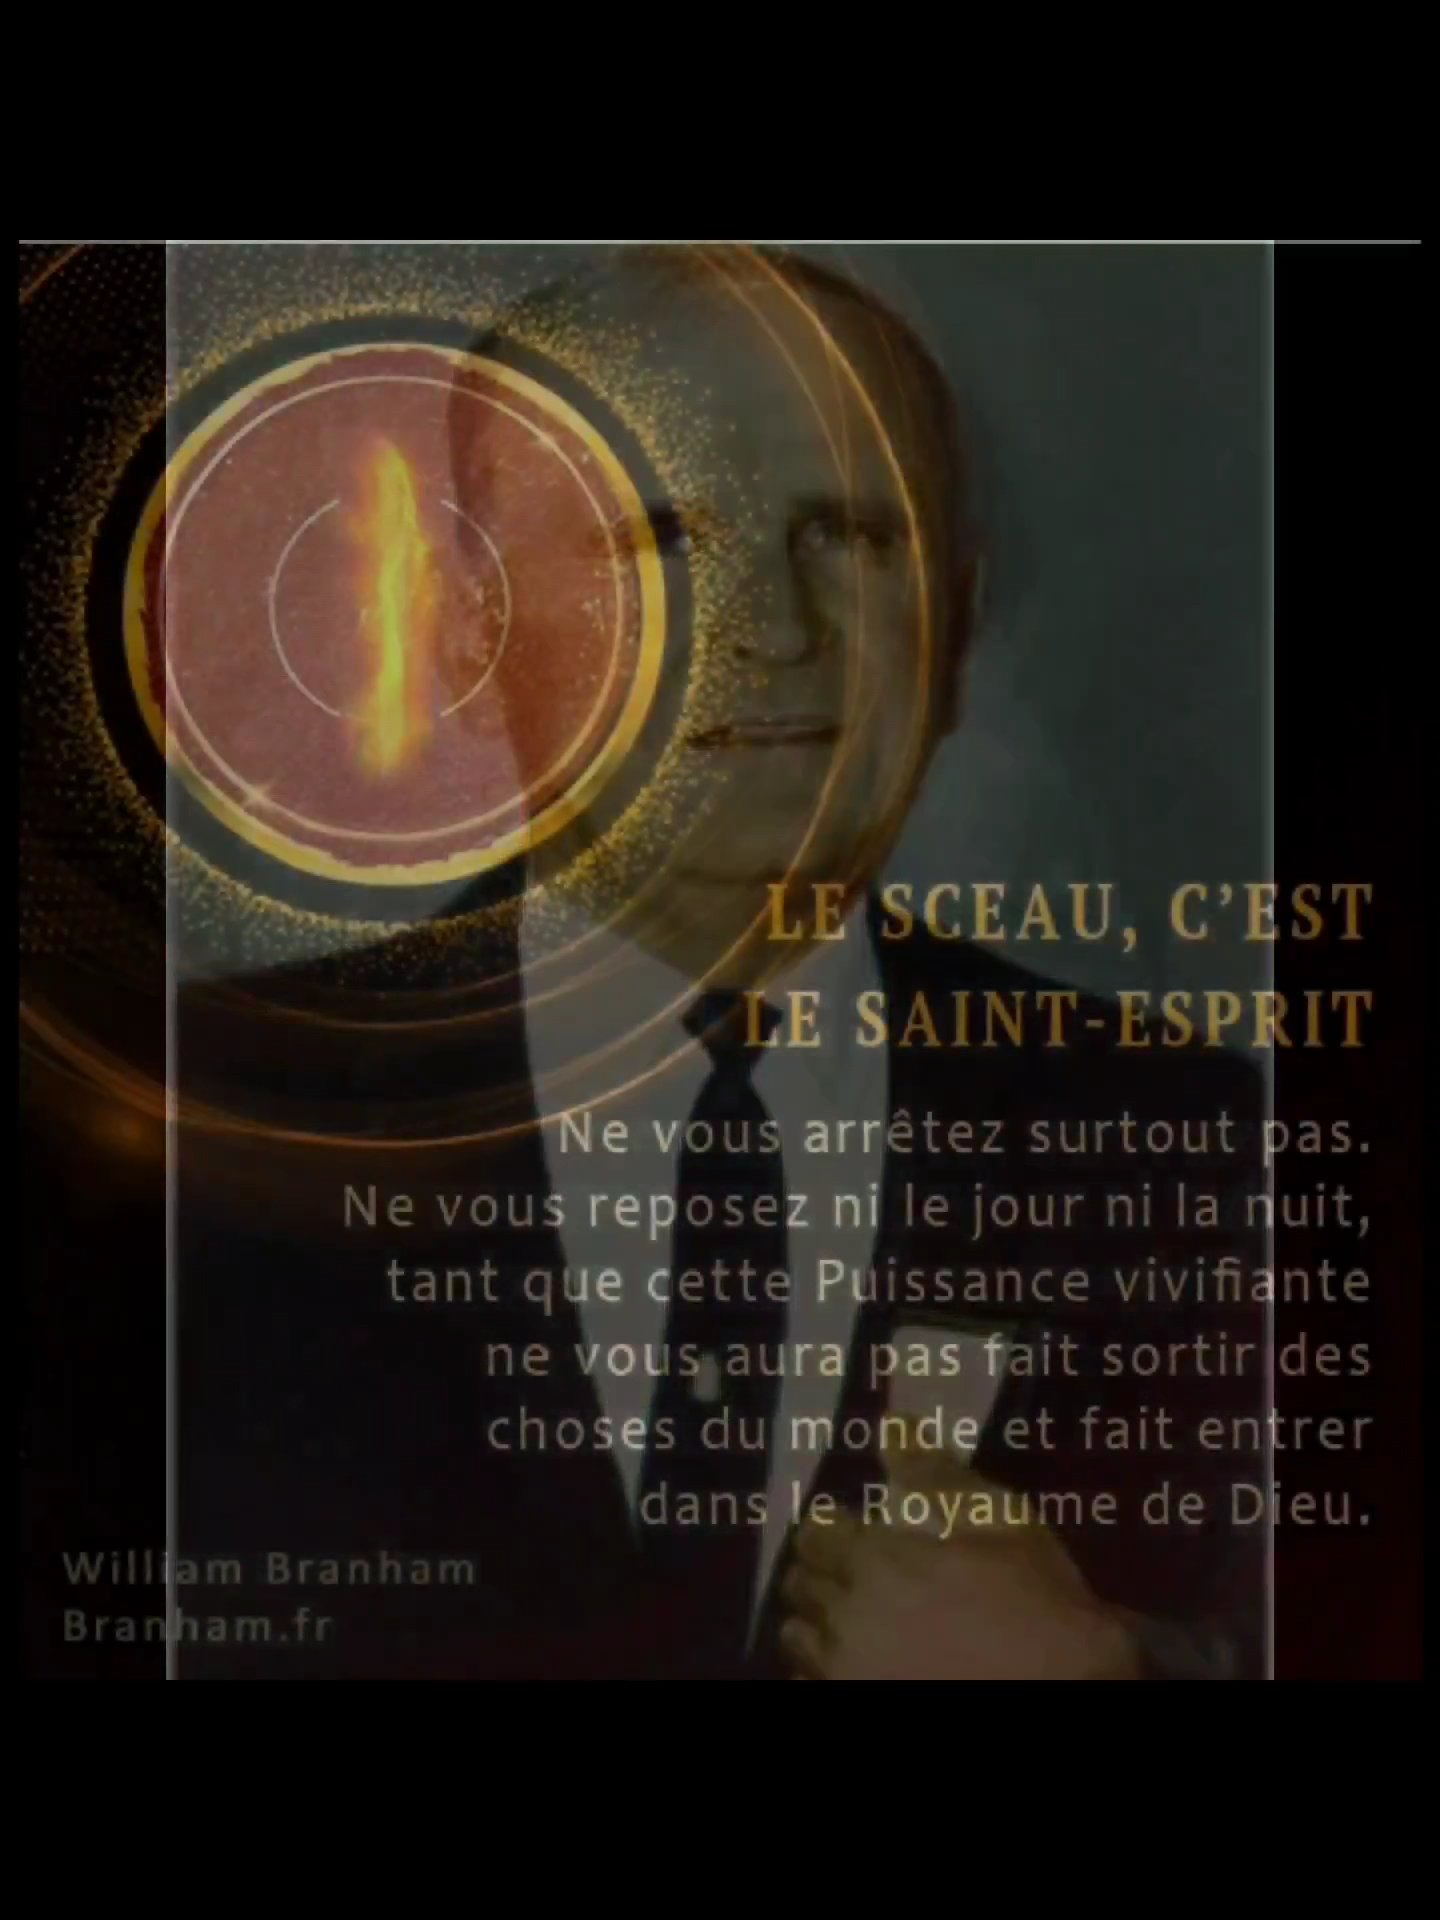 LE SCEAU, C’EST
LE SAINT-ESPRIT
Ne vous arrêtez surtout pas.
Ne vous reposez ni le jour ni la nuit,
tant que cette Puissance vivifiante
ne vous aura pas fait sortir des
choses du monde et fait entrer
dans le Royaume de Dieu.
William Branham
Branham.fr